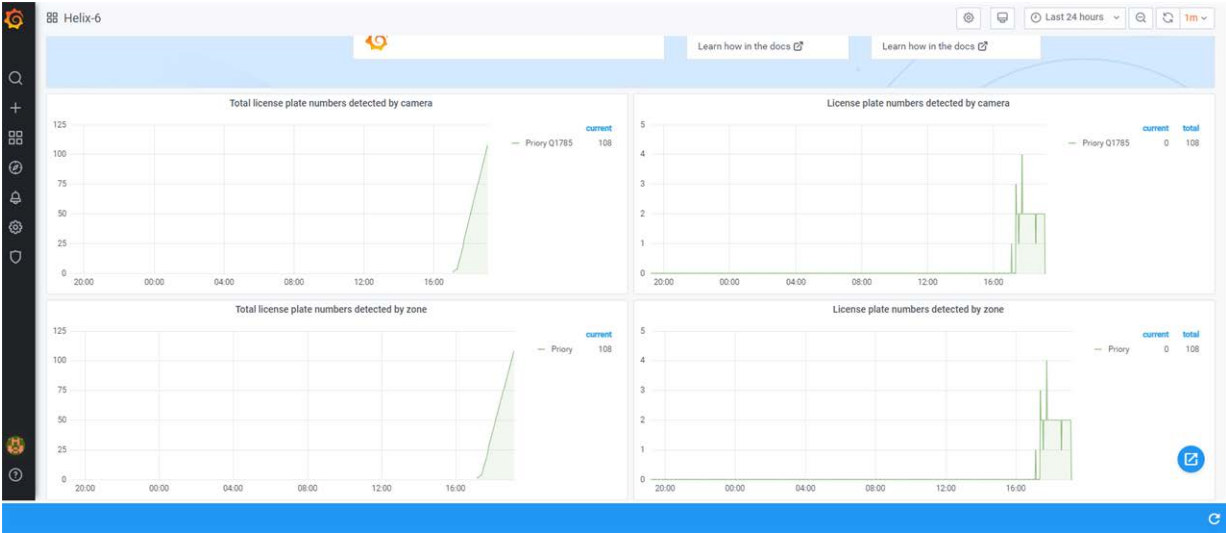 Helix-6
Last 24 hours
1m
Learn how in the docs
Learn how in the docs
Total license plate numbers detected by camera
125
100
75
50
25
0
20:00 00:00 04:00 08:00 12:00 16:00
current
Priory Q1785 108
License plate numbers detected by camera
5
4
3
2
1
0
20:00 00:00 04:00 08:00 12:00 16:00
current total
Priory Q1785 0 108
Total license plate numbers detected by zone
125
100
75
50
25
0
20:00 00:00 04:00 08:00 12:00 16:00
current
Priory 108
License plate numbers detected by zone
5
4
3
2
1
0
20:00 00:00 04:00 08:00 12:00 16:00
current total
Priory 0 108